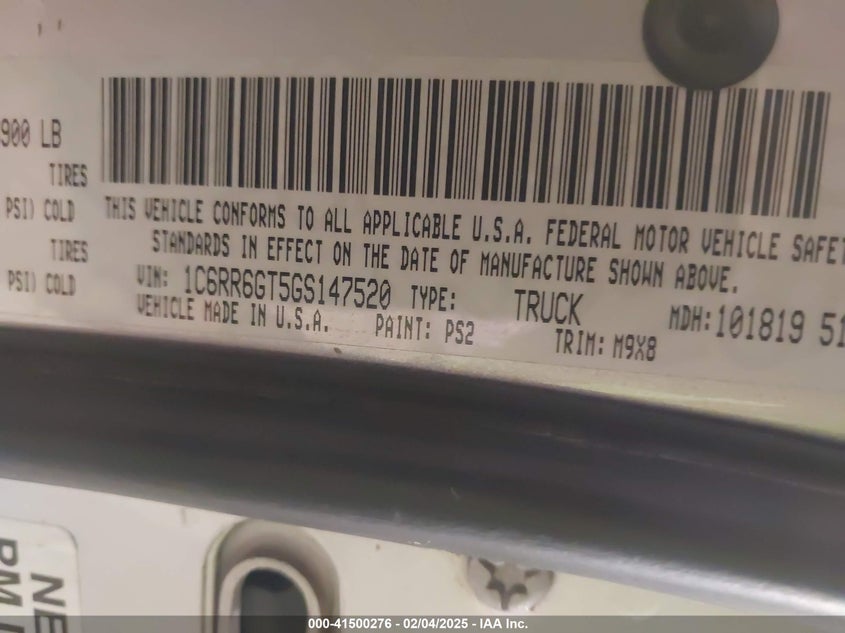 900 LB
TIRES
PSI) COLD
TIRES
PSI) COLD
THIS VEHICLE CONFORMS TO ALL APPLICABLE U.S.A. FEDERAL MOTOR VEHICLE SAFET
STANDARDS IN EFFECT ON THE DATE OF MANUFACTURE SHOWN ABOVE.
VIN: 1C6RR6GT5GS147520 TYPE: TRUCK MDH: 101819 51
VEHICLE MADE IN U.S.A. PAINT: PS2 TRIM: M9X8
NE
PM
000-41500276 - 02/04/2025 - IAA Inc.